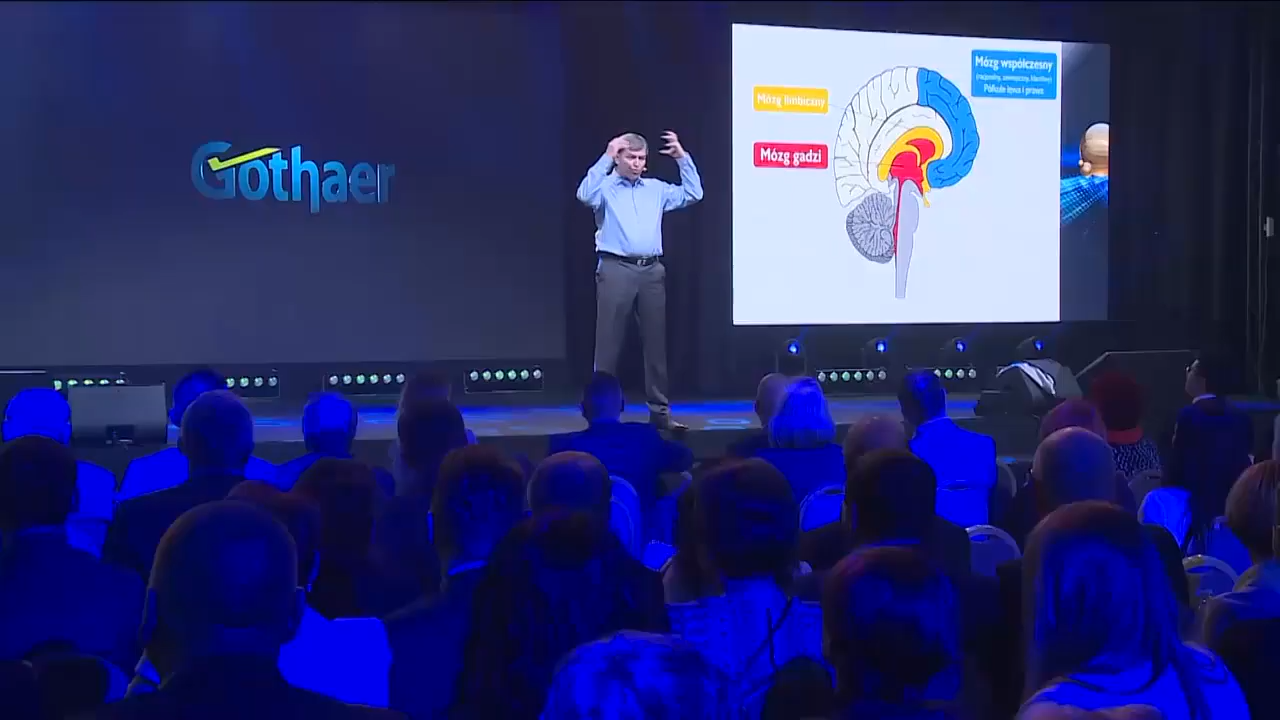 Gothaer
Mózg współczesny
Półkule lewa i prawa
Mózg limbiczny
Mózg gadzi